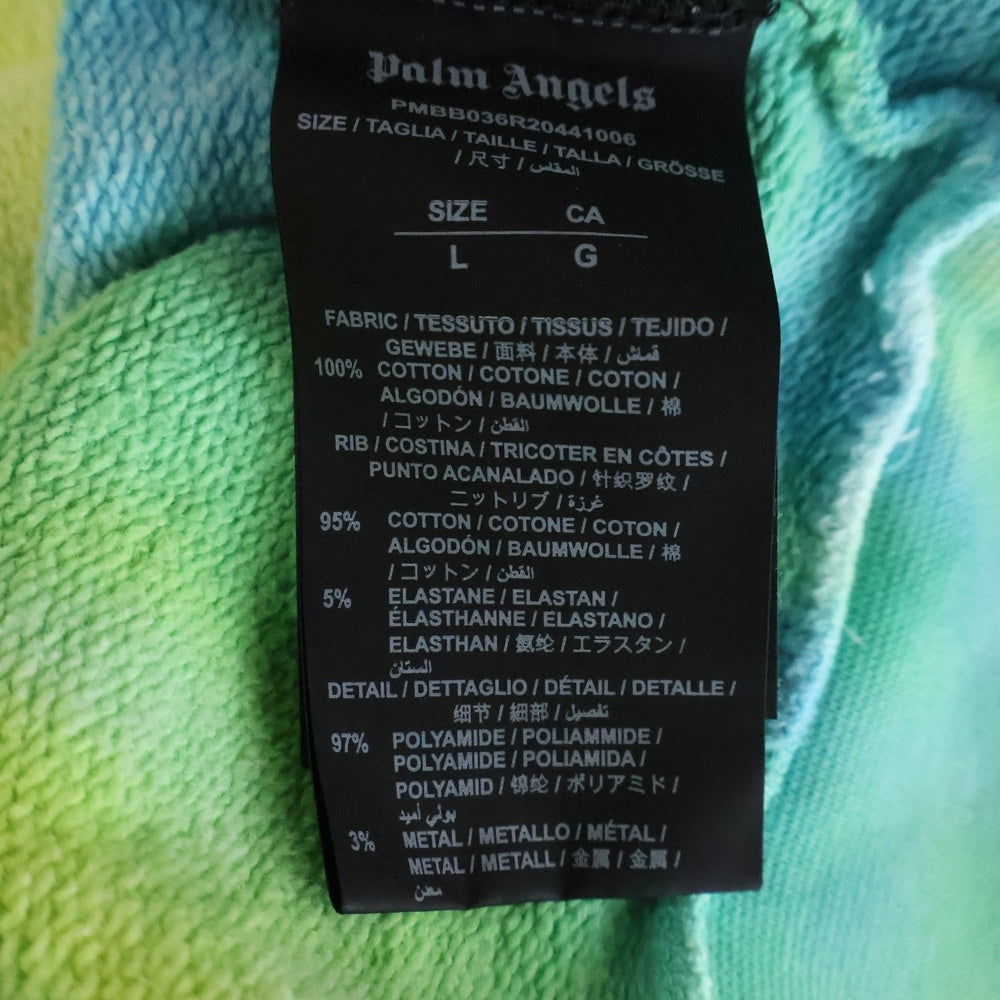 Palm Angels
PMBB036R20441006
SIZE / TAGLIA / TAILLE / TALLA / GRÖSSE
/ 尺寸 / المقاس
SIZE CA
L G
FABRIC / TESSUTO / TISSUS / TEJIDO /
GEWEBE / 面料 / 本体 / قماش
100% COTTON / COTONE / COTON /
ALGODÓN / BAUMWOLLE / 棉
/ コットン / القطن
RIB / COSTINA / TRICOTER EN CÔTES /
PUNTO ACANALADO / 针织罗纹 /
ニットリブ / غرزة
95% COTTON / COTONE / COTON /
ALGODÓN / BAUMWOLLE / 棉
/ コットン / القطن
5% ELASTANE / ELASTAN /
ÉLASTHANNE / ELASTANO /
ELASTHAN / 氨纶 / エラスタン /
الستان
DETAIL / DETTAGLIO / DÉTAIL / DETALLE /
细节 / 細部 / تفصيل
97% POLYAMIDE / POLIAMMIDE /
POLYAMIDE / POLIAMIDA /
POLYAMID / 锦纶 / ポリアミド /
بولي أميد
3% METAL / METALLO / MÉTAL /
METAL / METALL / 金属 / 金属 /
معدن